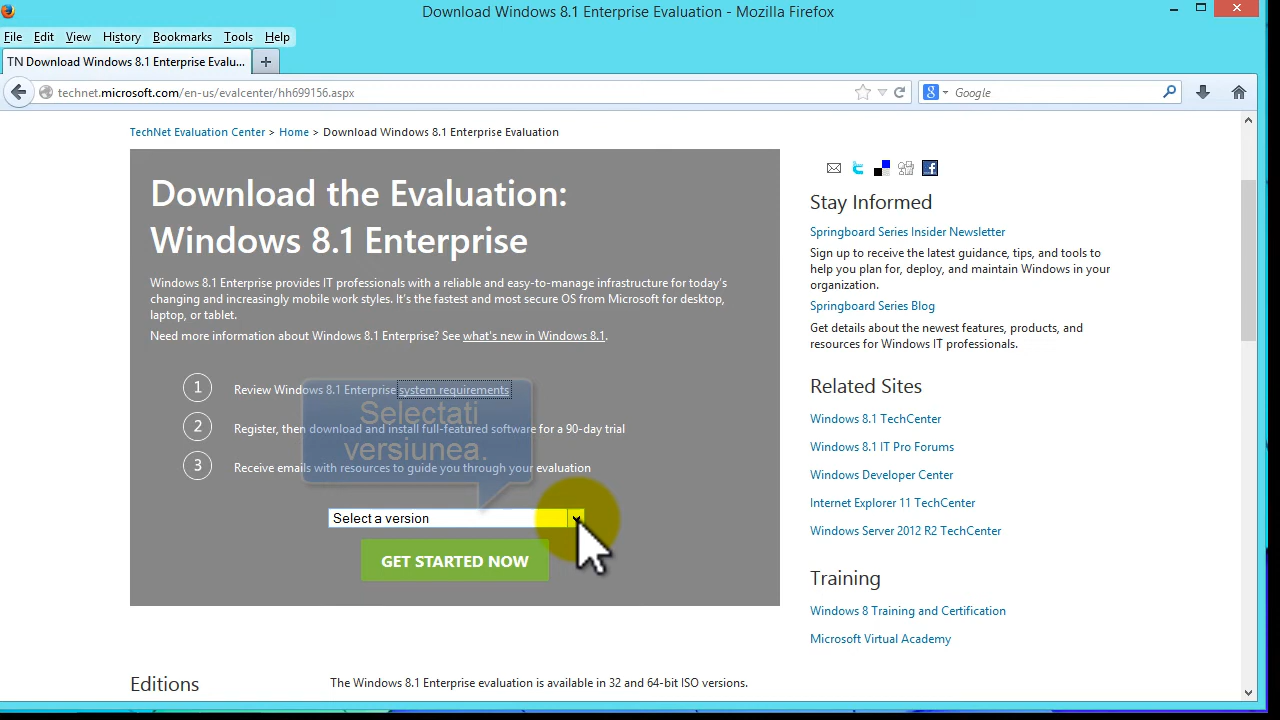 Download Windows 8.1 Enterprise Evaluation - Mozilla Firefox
File Edit View History Bookmarks Tools Help
TN Download Windows 8.1 Enterprise Evalu...
technet.microsoft.com/en-us/evalcenter/hh699156.aspx
Google
TechNet Evaluation Center > Home > Download Windows 8.1 Enterprise Evaluation
Download the Evaluation:
Windows 8.1 Enterprise
Windows 8.1 Enterprise provides IT professionals with a reliable and easy-to-manage infrastructure for today's
changing and increasingly mobile work styles. It's the fastest and most secure OS from Microsoft for desktop,
laptop, or tablet.
Need more information about Windows 8.1 Enterprise? See what's new in Windows 8.1.
1 Review Windows 8.1 Enterprise system requirements
2 Register, then download and install full-featured software for a 90-day trial
3 Receive emails with resources to guide you through your evaluation
Selectati
versiunea.
Select a version
GET STARTED NOW
Stay Informed
Springboard Series Insider Newsletter
Sign up to receive the latest guidance, tips, and tools to
help you plan for, deploy, and maintain Windows in your
organization.
Springboard Series Blog
Get details about the newest features, products, and
resources for Windows IT professionals.
Related Sites
Windows 8.1 TechCenter
Windows 8.1 IT Pro Forums
Windows Developer Center
Internet Explorer 11 TechCenter
Windows Server 2012 R2 TechCenter
Training
Windows 8 Training and Certification
Microsoft Virtual Academy
Editions
The Windows 8.1 Enterprise evaluation is available in 32 and 64-bit ISO versions.